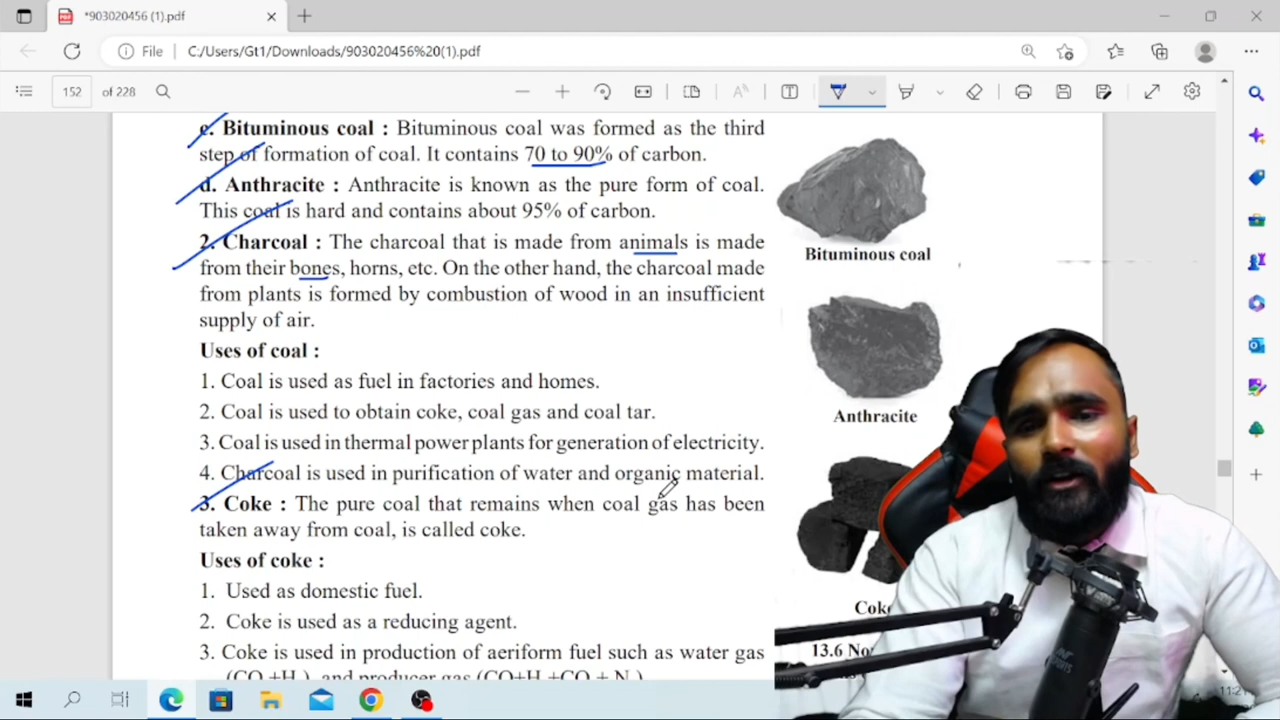 *903020456 (1).pdf
File
C:/Users/Gt1/Downloads/903020456%20(1).pdf
152 of 228
c. Bituminous coal : Bituminous coal was formed as the third
step of formation of coal. It contains 70 to 90% of carbon.
d. Anthracite : Anthracite is known as the pure form of coal.
This coal is hard and contains about 95% of carbon.
2. Charcoal : The charcoal that is made from animals is made
from their bones, horns, etc. On the other hand, the charcoal made
from plants is formed by combustion of wood in an insufficient
supply of air.
Uses of coal :
1. Coal is used as fuel in factories and homes.
2. Coal is used to obtain coke, coal gas and coal tar.
3. Coal is used in thermal power plants for generation of electricity.
4. Charcoal is used in purification of water and organic material.
3. Coke : The pure coal that remains when coal gas has been
taken away from coal, is called coke.
Uses of coke :
1. Used as domestic fuel.
2. Coke is used as a reducing agent.
3. Coke is used in production of aeriform fuel such as water gas
(CO +H ) and producer gas (CO+H +CO + N )
Bituminous coal
Anthracite
Coke
13.6 No